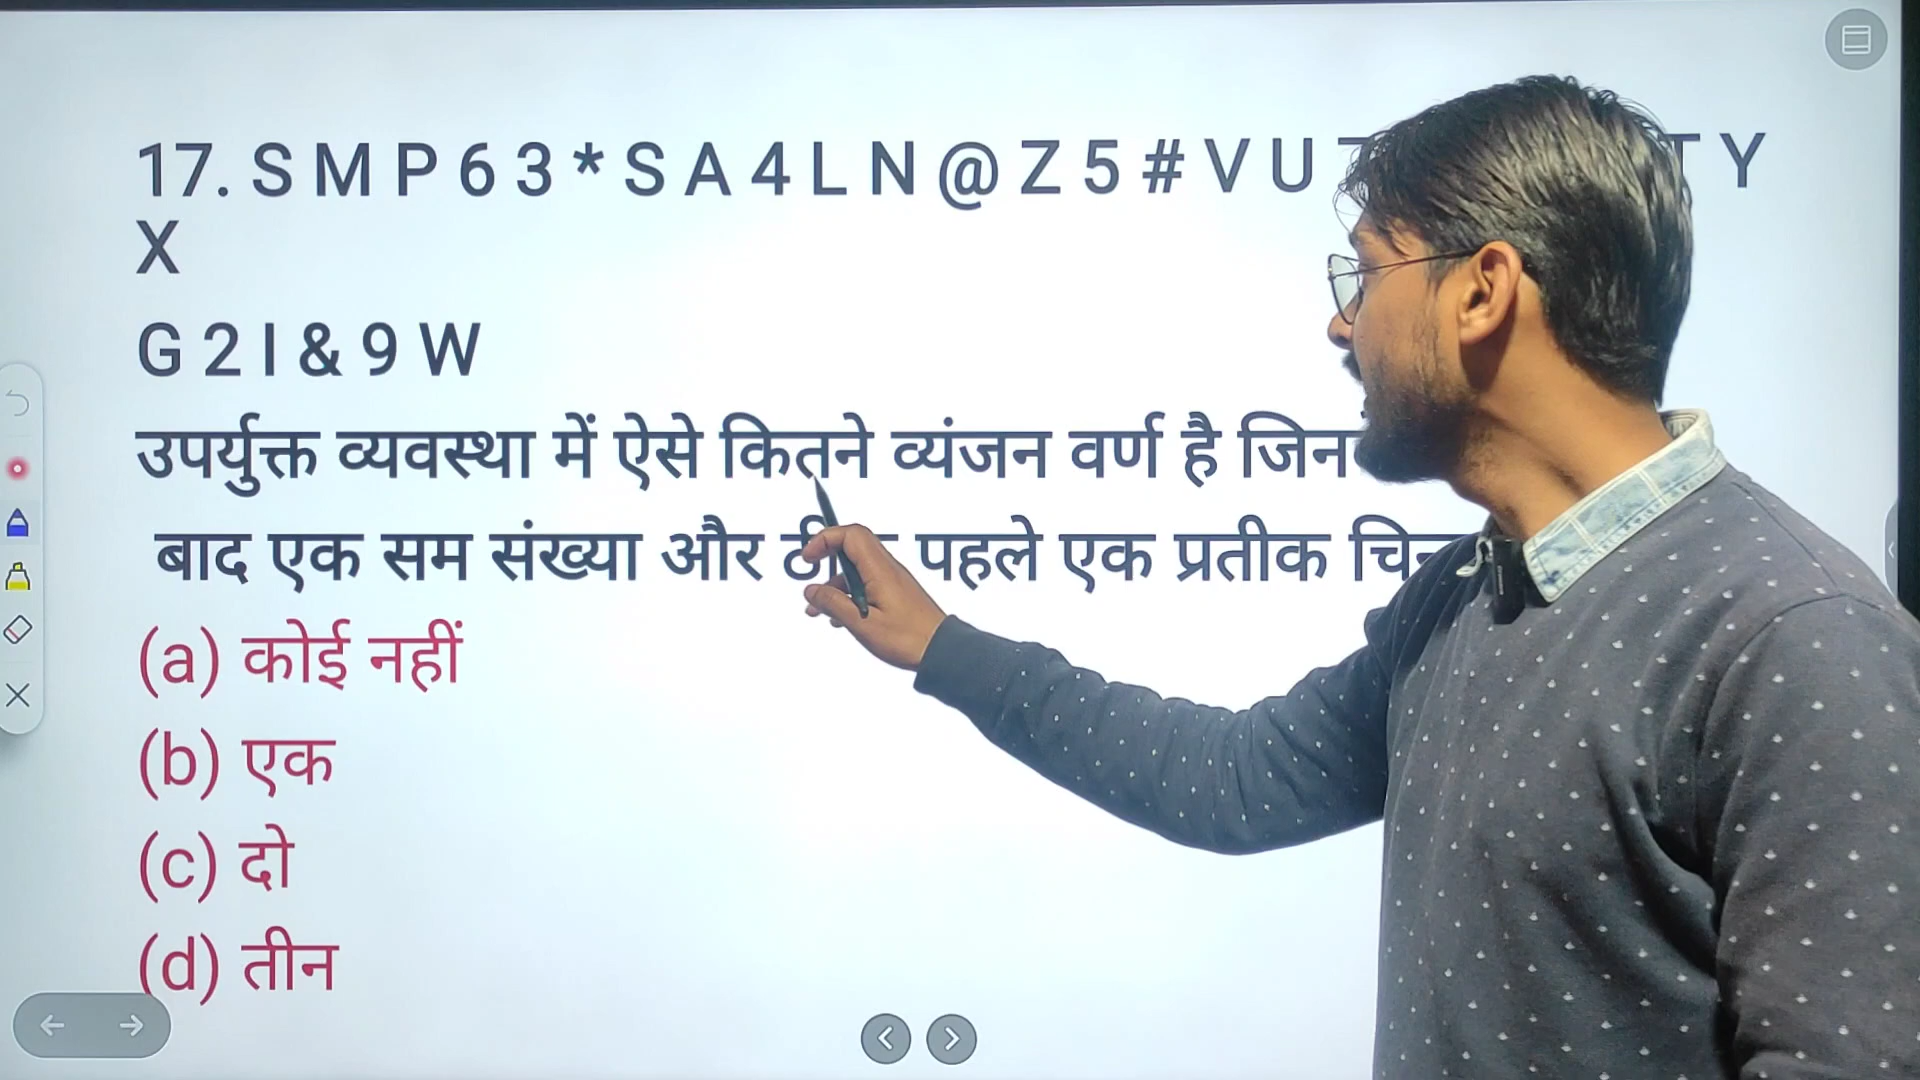 17. S M P 6 3 * S A 4 L N @ Z 5 # V U T Y
X
G 2 I & 9 W
उपर्युक्त व्यवस्था में ऐसे कितने व्यंजन वर्ण है
बाद एक सम संख्या और पहले एक प्रतीक
(a) कोई नहीं
(b) एक
(c) दो
(d) तीन